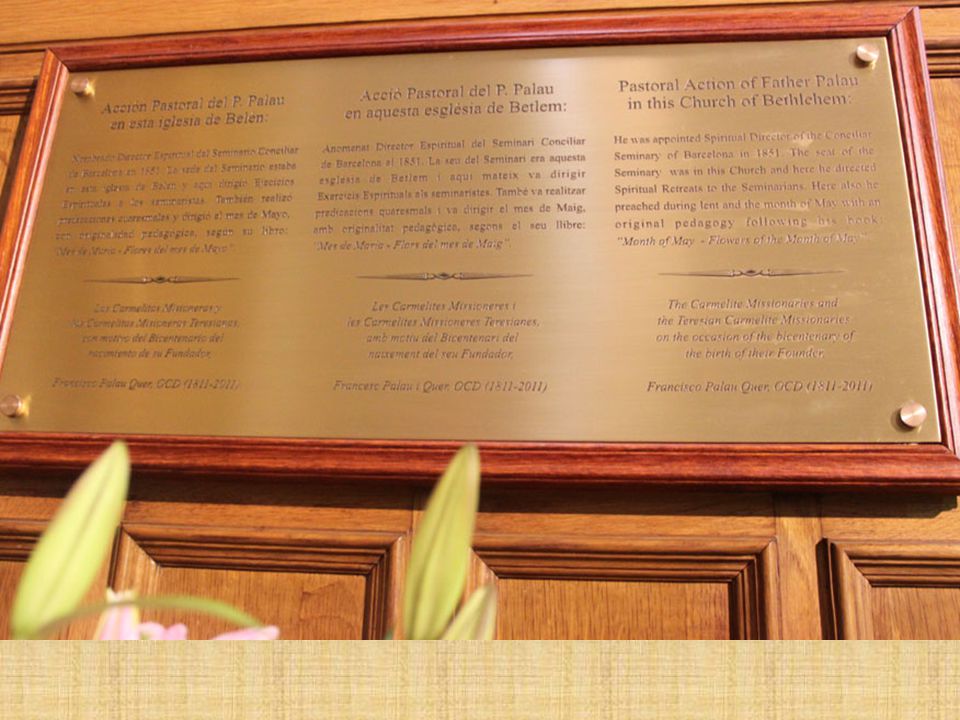 Acción Pastoral del P. Palau
en esta iglesia de Belén:
Nombrado Director Espiritual del Seminario Conciliar
de Barcelona en 1851. La sede del Seminario estaba
en esta iglesia de Belén y aquí dirigió Ejercicios
Espirituales a los seminaristas. También realizó
predicaciones quaresmales y dirigió el mes de Mayo,
con originalidad pedagógica, según su libro:
"Mes de María - Flores del mes de Mayo".
Las Carmelitas Misioneras y
las Carmelitas Misioneras Teresianas,
con motivo del Bicentenario del
nacimiento de su Fundador,
Francisco Palau Quer, OCD (1811-2011)
Acció Pastoral del P. Palau
en aquesta església de Betlem:
Anomenat Director Espiritual del Seminari Conciliar
de Barcelona el 1851. La seu del Seminari era aquesta
esglesia de Betlem i aquí mateix va dirigir
Exercicis Espirituals als seminaristes. També va realitzar
predicacions quaresmals i va dirigir el mes de Maig,
amb originalitat pedagògica, segons el seu llibre:
"Mes de Maria - Flors del mes de Maig".
Les Carmelites Missioneres i
les Carmelites Missioneres Teresianes,
amb motiu del Bicentenari del
naixement del seu Fundador,
Francesc Palau i Quer, OCD (1811-2011)
Pastoral Action of Father Palau
in this Church of Bethlehem:
He was appointed Spiritual Director of the Conciliar
Seminary of Barcelona in 1851. The seat of the
Seminary was in this Church and here he directed
Spiritual Retreats to the Seminarians. Here also he
preached during lent and the month of May with an
original pedagogy following his book:
"Month of May - Flowers of the Month of May"
The Carmelite Missionaries and
the Teresian Carmelite Missionaries
on the occasion of the bicentenary of
the birth of their Founder,
Francisco Palau Quer, OCD (1811-2011)